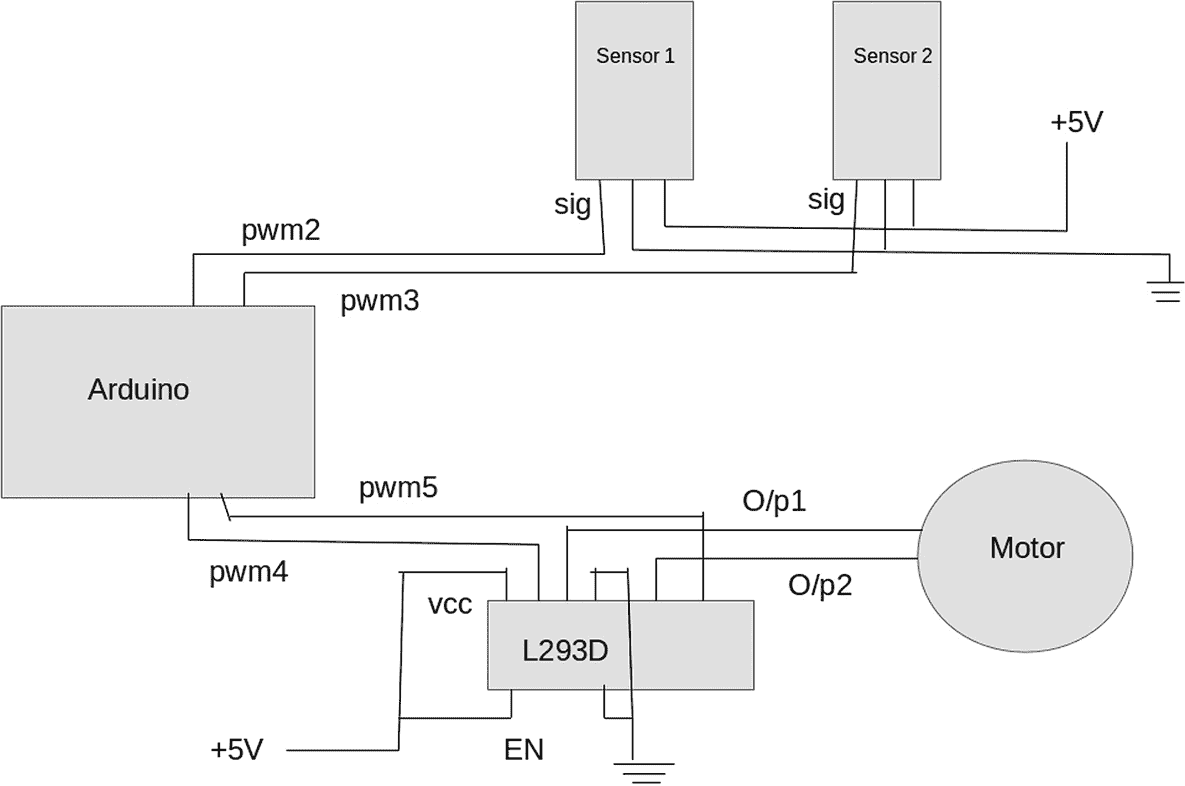 Sensor 1
Sensor 2
+5V
sig
sig
pwm2
pwm3
Arduino
pwm5
O/p1
Motor
pwm4
O/p2
vcc
L293D
+5V
EN